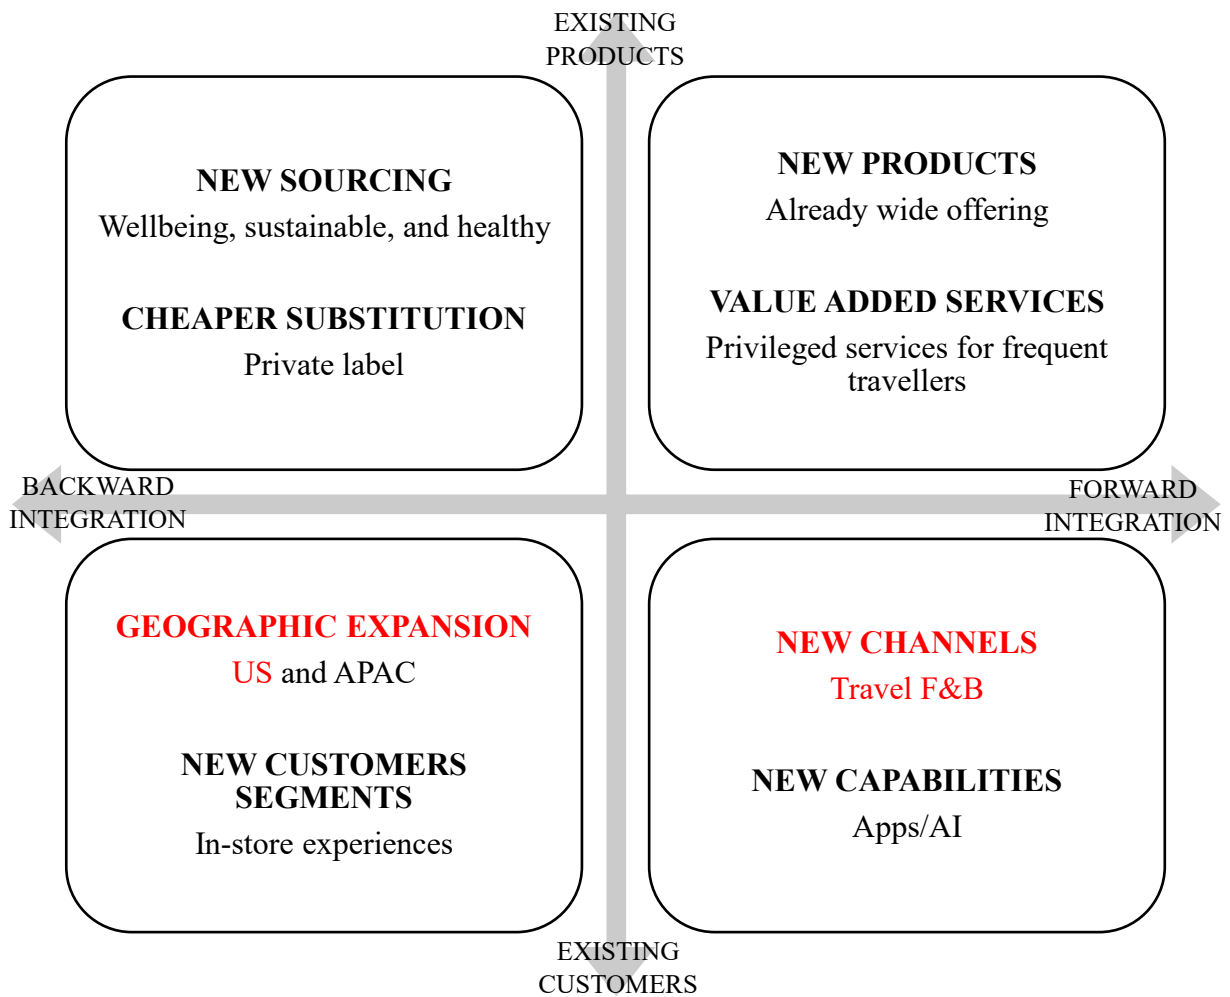 EXISTING
PRODUCTS
NEW SOURCING
Wellbeing, sustainable, and healthy
CHEAPER SUBSTITUTION
Private label
NEW PRODUCTS
Already wide offering
VALUE ADDED SERVICES
Privileged services for frequent
travellers
BACKWARD
INTEGRATION
FORWARD
INTEGRATION
GEOGRAPHIC EXPANSION
US and APAC
NEW CUSTOMERS
SEGMENTS
In-store experiences
NEW CHANNELS
Travel F&B
NEW CAPABILITIES
Apps/AI
EXISTING
CUSTOMERS